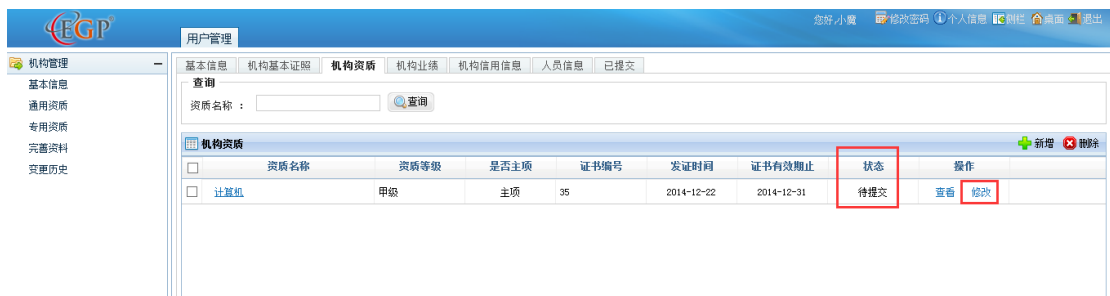 EGP
您好,小魔 修改密码 个人信息 侧栏 桌面 退出
用户管理
机构管理
基本信息 机构基本证照 机构资质 机构业绩 机构信用信息 人员信息 已提交
基本信息
通用资质
专用资质
完善资料
变更历史
查询
资质名称 : 查询
机构资质 新增 删除
资质名称 资质等级 是否主项 证书编号 发证时间 证书有效期止 状态 操作
计算机 甲级 主项 35 2014-12-22 2014-12-31 待提交 查看 修改